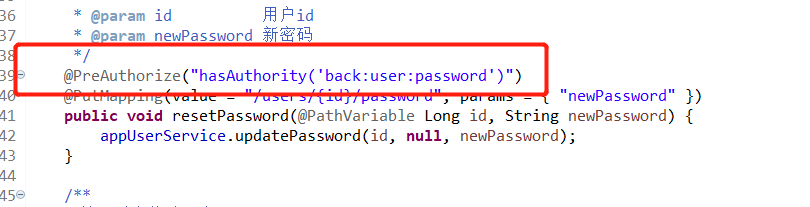 36 * @param id 用户id
37 * @param newPassword 新密码
38 */
39 @PreAuthorize("hasAuthority('back:user:password')")
40 @PutMapping(value = "/users/{id}/password", params = { "newPassword" })
41 public void resetPassword(@PathVariable Long id, String newPassword) {
42 appUserService.updatePassword(id, null, newPassword);
43 }
44
45 /**